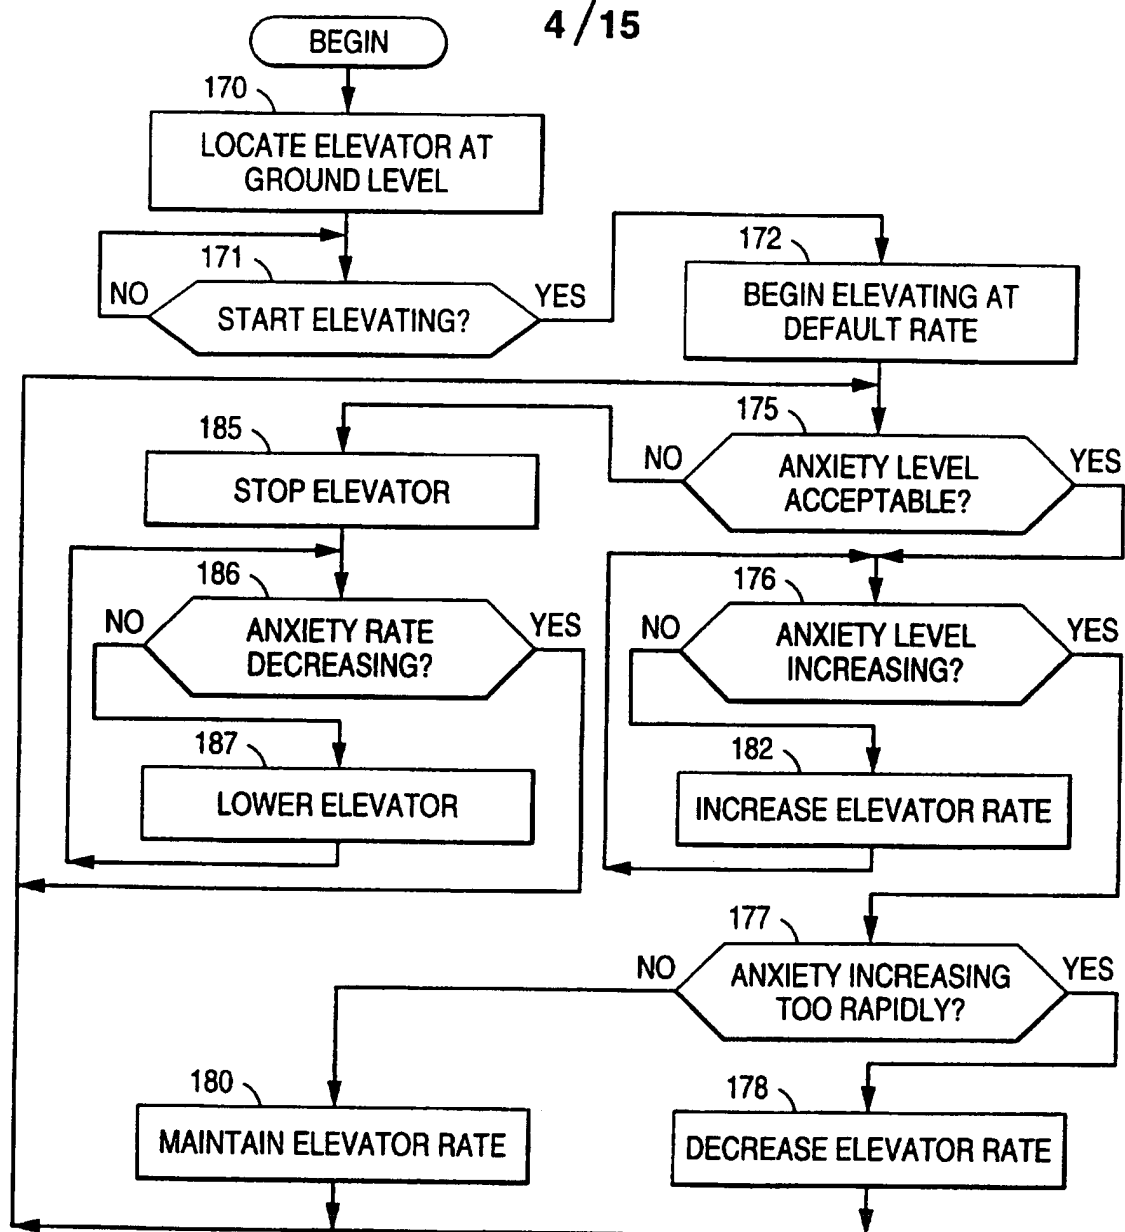 4/15
BEGIN
170
LOCATE ELEVATOR AT
GROUND LEVEL
171
NO
START ELEVATING?
YES
172
BEGIN ELEVATING AT
DEFAULT RATE
175
NO
ANXIETY LEVEL
ACCEPTABLE?
YES
185
STOP ELEVATOR
186
NO
ANXIETY RATE
DECREASING?
YES
187
LOWER ELEVATOR
176
NO
ANXIETY LEVEL
INCREASING?
YES
182
INCREASE ELEVATOR RATE
177
NO
ANXIETY INCREASING
TOO RAPIDLY?
YES
180
MAINTAIN ELEVATOR RATE
178
DECREASE ELEVATOR RATE